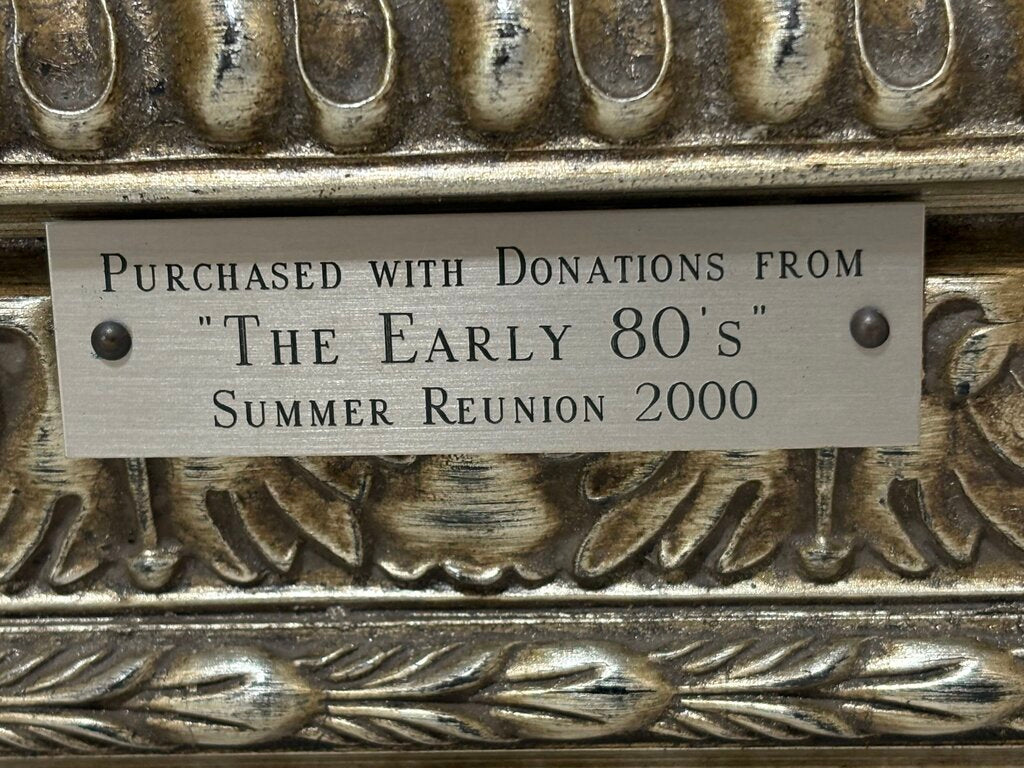 Purchased with Donations from
"The Early 80's"
Summer Reunion 2000